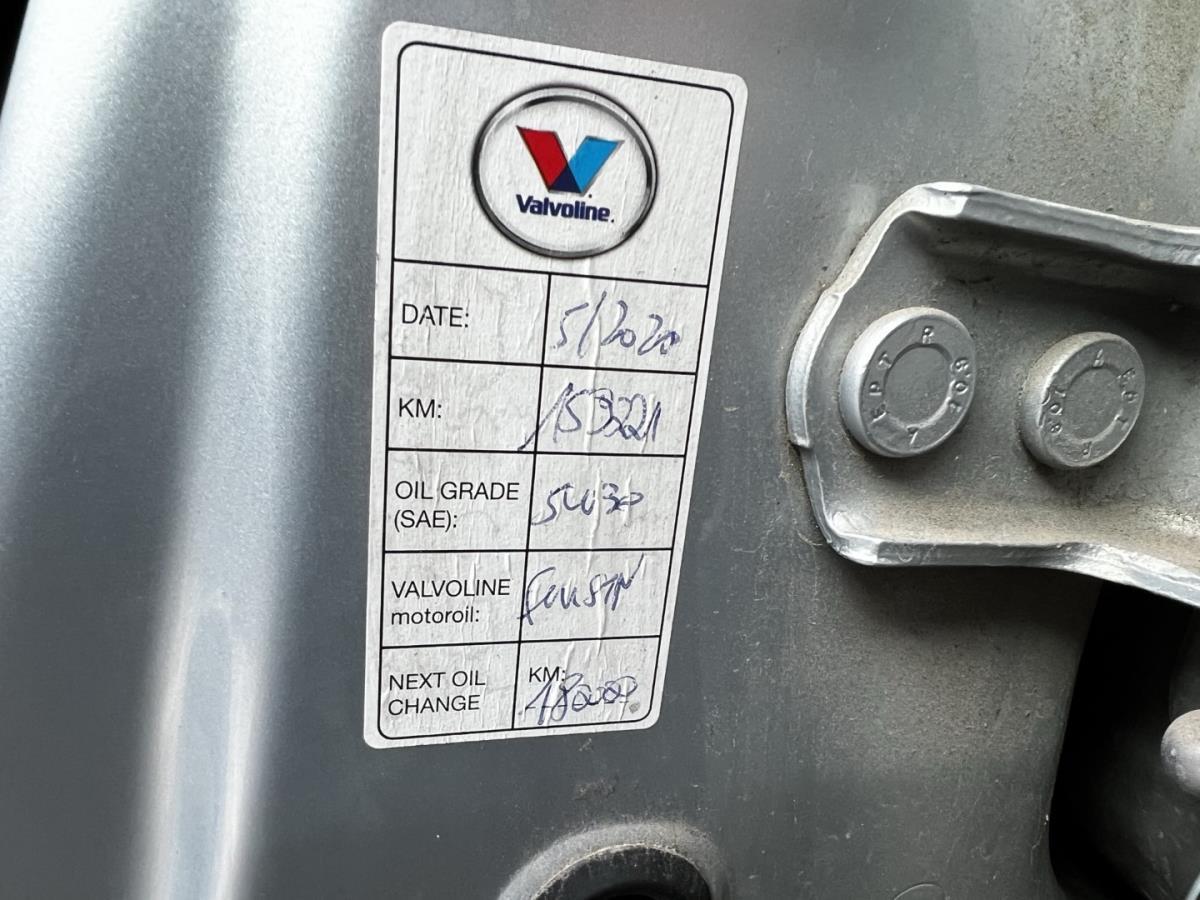 Valvoline
DATE: 5/2020
KM: 153221
OIL GRADE 5W30
(SAE):
VALVOLINE
motoroil:
NEXT OIL KM:
CHANGE 180000